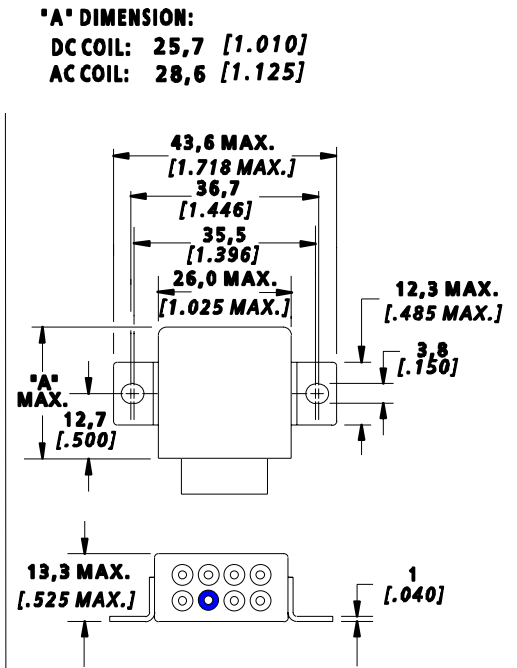 "A" DIMENSION:
DC COIL: 25,7 [1.010]
AC COIL: 28,6 [1.125]
43,6 MAX.
[1.718 MAX.]
36,7
[1.446]
35,5
[1.396]
26,0 MAX.
[1.025 MAX.]
12,3 MAX.
[.485 MAX.]
3,8
[.150]
"A"
MAX.
12,7
[.500]
13,3 MAX.
[.525 MAX.]
1
[.040]